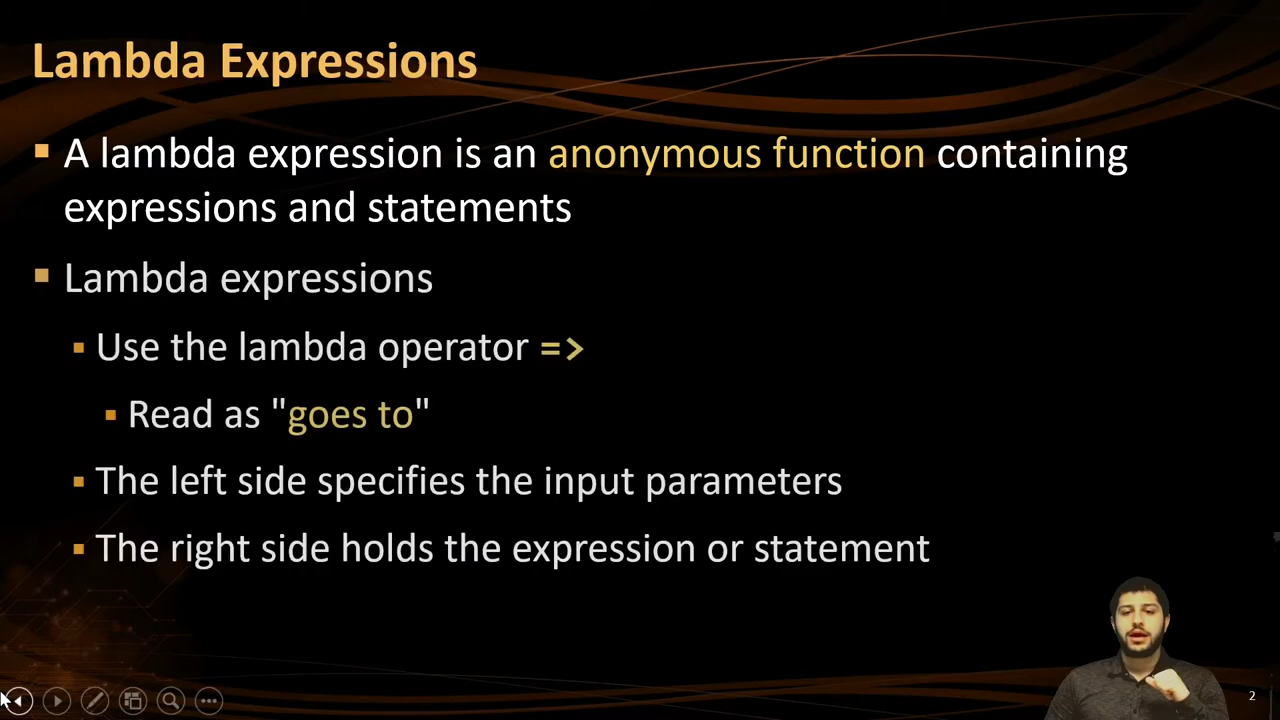 Lambda Expressions
A lambda expression is an anonymous function containing
expressions and statements
Lambda expressions
Use the lambda operator =>
Read as "goes to"
The left side specifies the input parameters
The right side holds the expression or statement
2